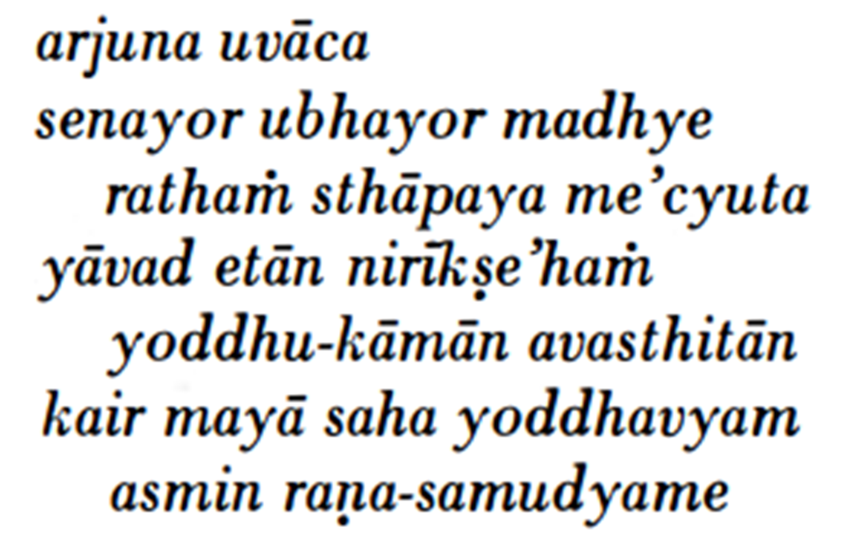 arjuna uvāca
senayor ubhayor madhye
rathaṁ sthāpaya me ’cyuta
yāvad etān nirīkṣe ’haṁ
yoddhu-kāmān avasthitān
kair mayā saha yoddhavyam
asmin raṇa-samudyame